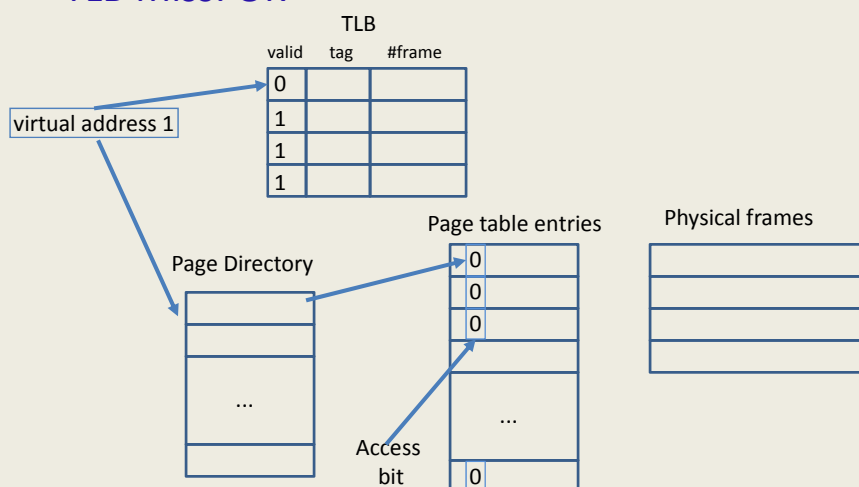 TLB
valid tag #frame
0
virtual address 1
1
1
1
Page table entries
Physical frames
0
Page Directory
0
0
...
...
Access
bit
0